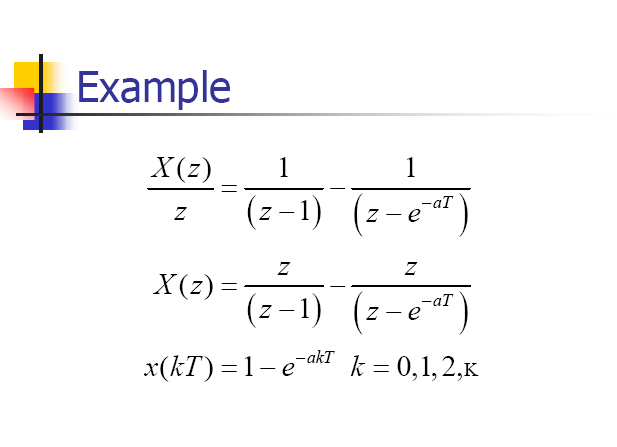 Example
X(z)/z = 1/(z − 1) − 1/(z − e^{−aT})
X(z) = z/(z − 1) − z/(z − e^{−aT})
x(kT) = 1 − e^{−akT} k = 0,1,2,к